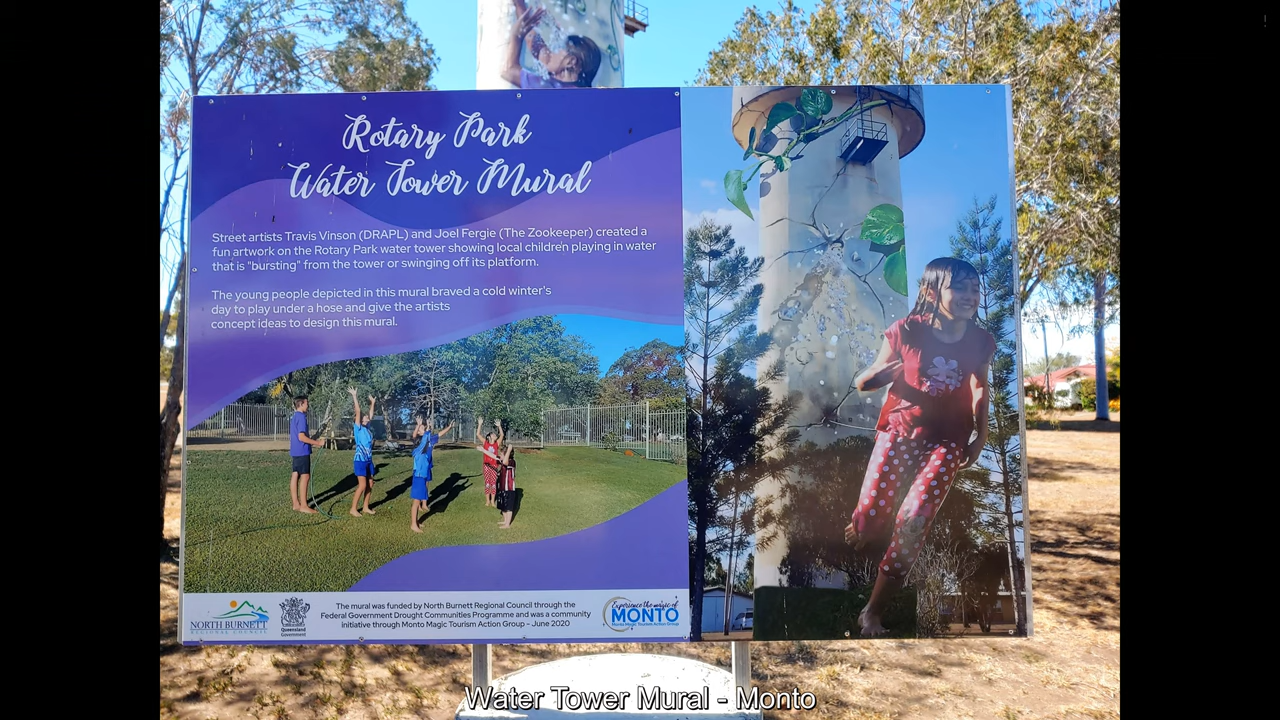 Rotary Park
Water Tower Mural
Street artists Travis Vinson (DRAPL) and Joel Fergie (The Zookeeper) created a
fun artwork on the Rotary Park water tower showing local children playing in water
that is "bursting" from the tower or swinging off its platform.
The young people depicted in this mural braved a cold winter's
day to play under a hose and give the artists
concept ideas to design this mural.
NORTH BURNETT
REGIONAL COUNCIL
Queensland
Government
The mural was funded by North Burnett Regional Council through the
Federal Government Drought Communities Programme and was a community
initiative through Monto Magic Tourism Action Group - June 2020
Experience the magic of
MONTO
Monto Magic Tourism Action Group
Water Tower Mural - Monto